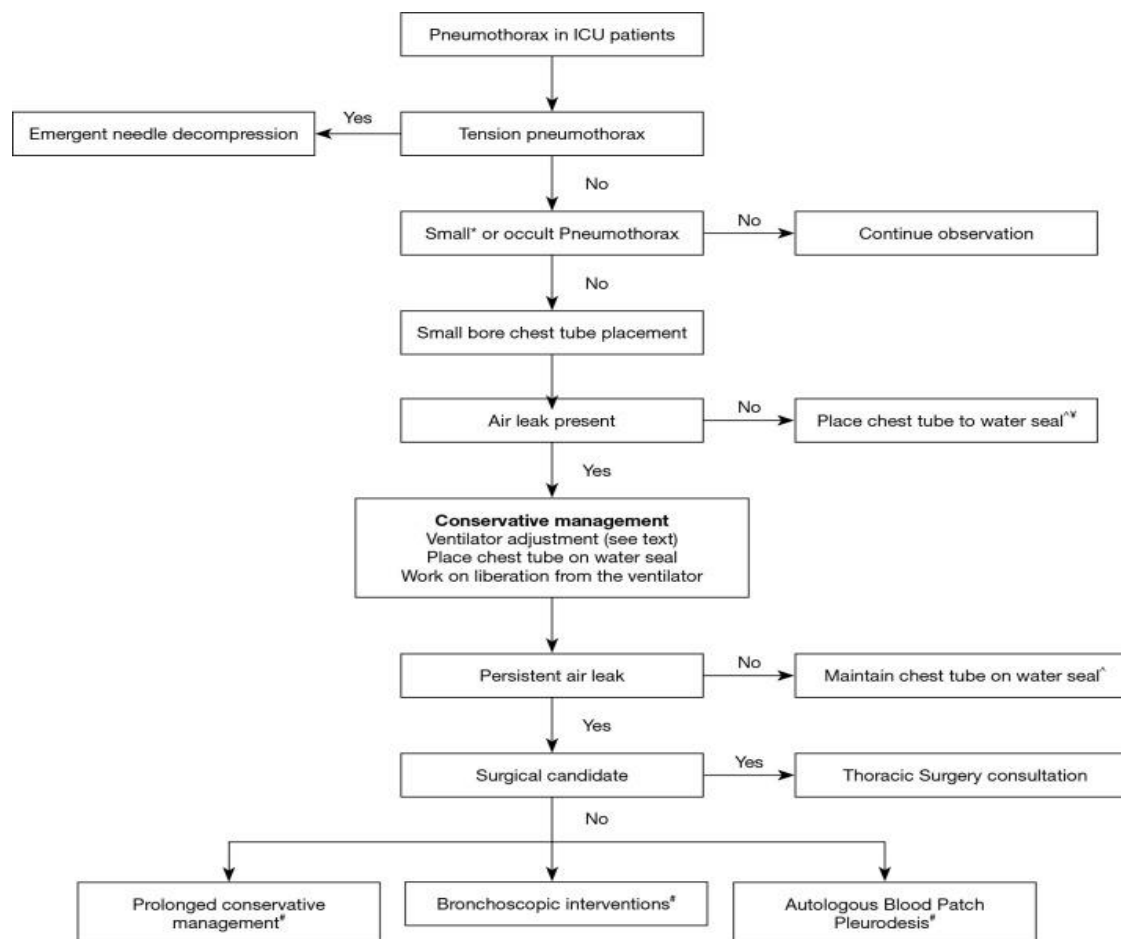 Pneumothorax in ICU patients
Yes
Emergent needle decompression
Tension pneumothorax
No
Small* or occult Pneumothorax
No
Continue observation
No
Small bore chest tube placement
Air leak present
No
Place chest tube to water seal^¥
Yes
Conservative management
Ventilator adjustment (see text)
Place chest tube on water seal
Work on liberation from the ventilator
Persistent air leak
No
Maintain chest tube on water seal^
Yes
Surgical candidate
Yes
Thoracic Surgery consultation
No
Prolonged conservative
management#
Bronchoscopic interventions#
Autologous Blood Patch
Pleurodesis#